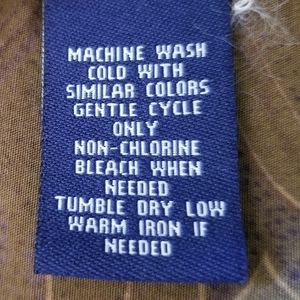 MACHINE WASH
COLD WITH
SIMILAR COLORS
GENTLE CYCLE
ONLY
NON-CHLORINE
BLEACH WHEN
NEEDED
TUMBLE DRY LOW
WARM IRON IF
NEEDED